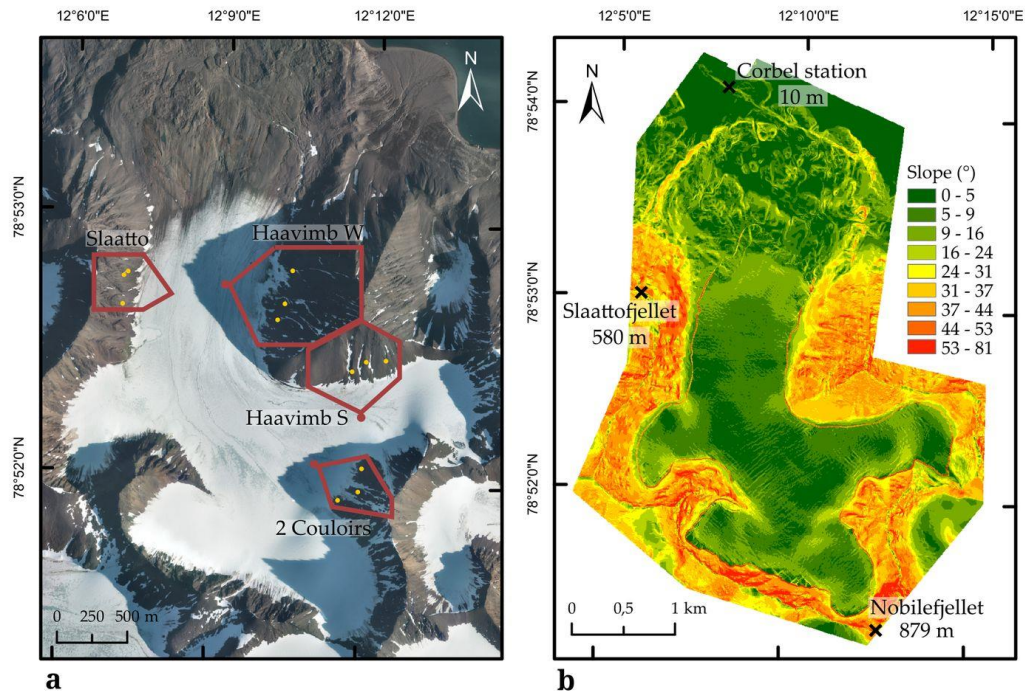 12°6'0"E
12°9'0"E
12°12'0"E
78°53'0"N
78°52'0"N
N
Slaatto
Haavimb W
Haavimb S
2 Couloirs
0 250 500 m
a
12°5'0"E
12°10'0"E
12°15'0"E
78°54'0"N
78°53'0"N
78°52'0"N
N
Corbel station
10 m
Slope (°)
0 - 5
5 - 9
9 - 16
16 - 24
24 - 31
31 - 37
37 - 44
44 - 53
53 - 81
Slaattofjellet
580 m
Nobilefjellet
879 m
0 0,5 1 km
b